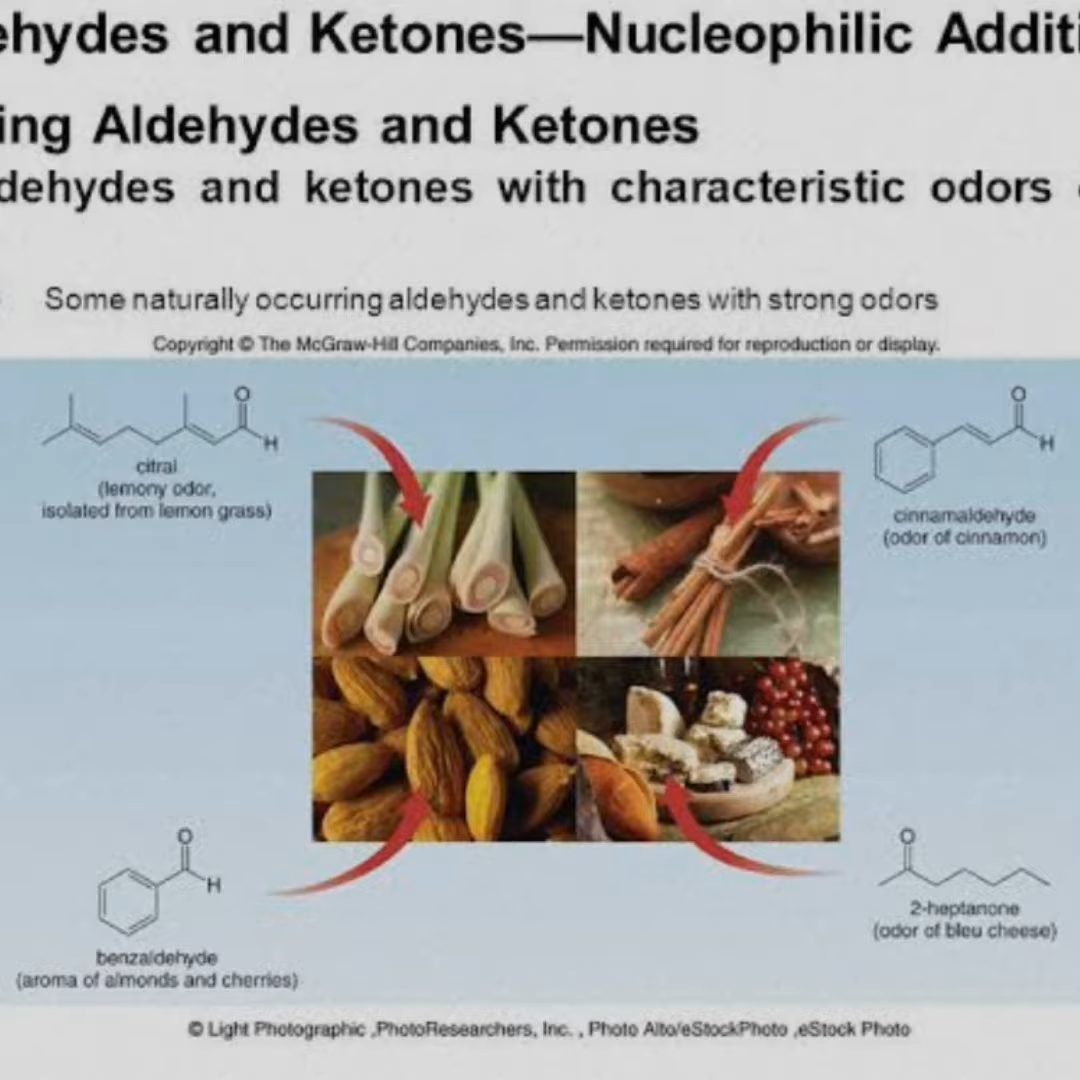 ehydes and Ketones—Nucleophilic Additi
ing Aldehydes and Ketones
dehydes and ketones with characteristic odors
Some naturally occurring aldehydes and ketones with strong odors
Copyright © The McGraw-Hill Companies, Inc. Permission required for reproduction or display.
O
H
citral
(lemony odor,
isolated from lemon grass)
O
H
cinnamaldehyde
(odor of cinnamon)
O
H
benzaldehyde
(aroma of almonds and cherries)
O
2-heptanone
(odor of bleu cheese)
© Light Photographic ,PhotoResearchers, Inc. , Photo Alto/eStockPhoto ,eStock Photo